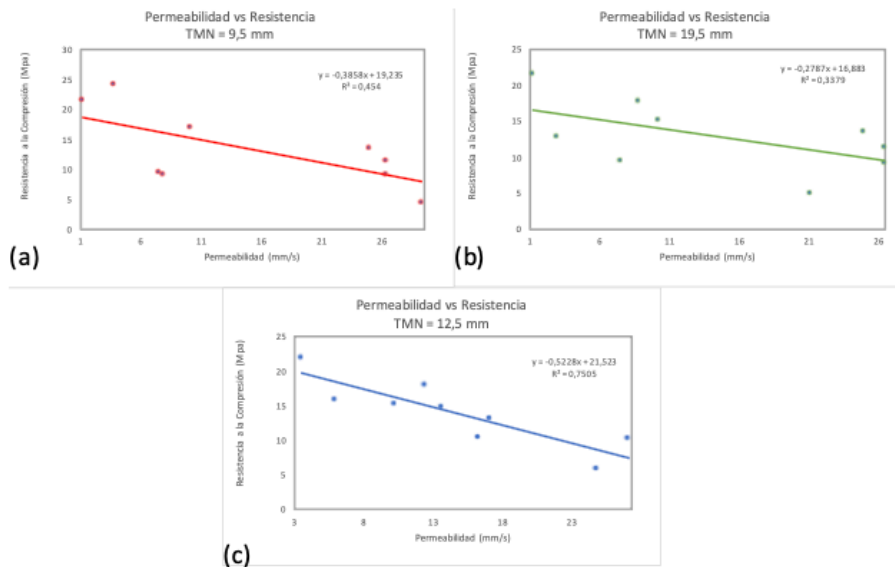 Permeabilidad vs Resistencia
TMN = 9,5 mm
Resistencia a la Compresión (Mpa)
30
25
20
15
10
5
0
y = -0,3858x + 19,235
R² = 0,454
1 6 11 16 21 26
Permeabilidad (mm/s)
(a)
Permeabilidad vs Resistencia
TMN = 19,5 mm
Resistencia a la Compresión (Mpa)
25
20
15
10
5
0
y = -0,2787x + 16,883
R² = 0,3379
1 6 11 16 21 26
Permeabilidad (mm/s)
(b)
Permeabilidad vs Resistencia
TMN = 12,5 mm
Resistencia a la Compresión (Mpa)
25
20
15
10
5
0
y = -0,5228x + 21,523
R² = 0,7505
3 8 13 18 23
Permeabilidad (mm/s)
(c)